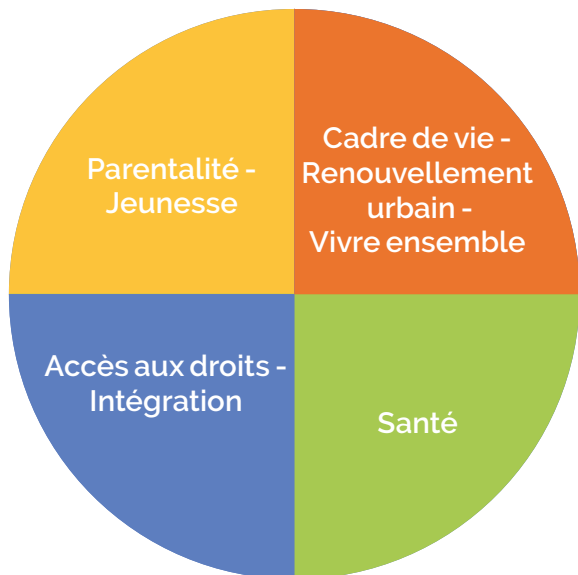 Parentalité -
Jeunesse
Cadre de vie -
Renouvellement
urbain -
Vivre ensemble
Accès aux droits -
Intégration
Santé